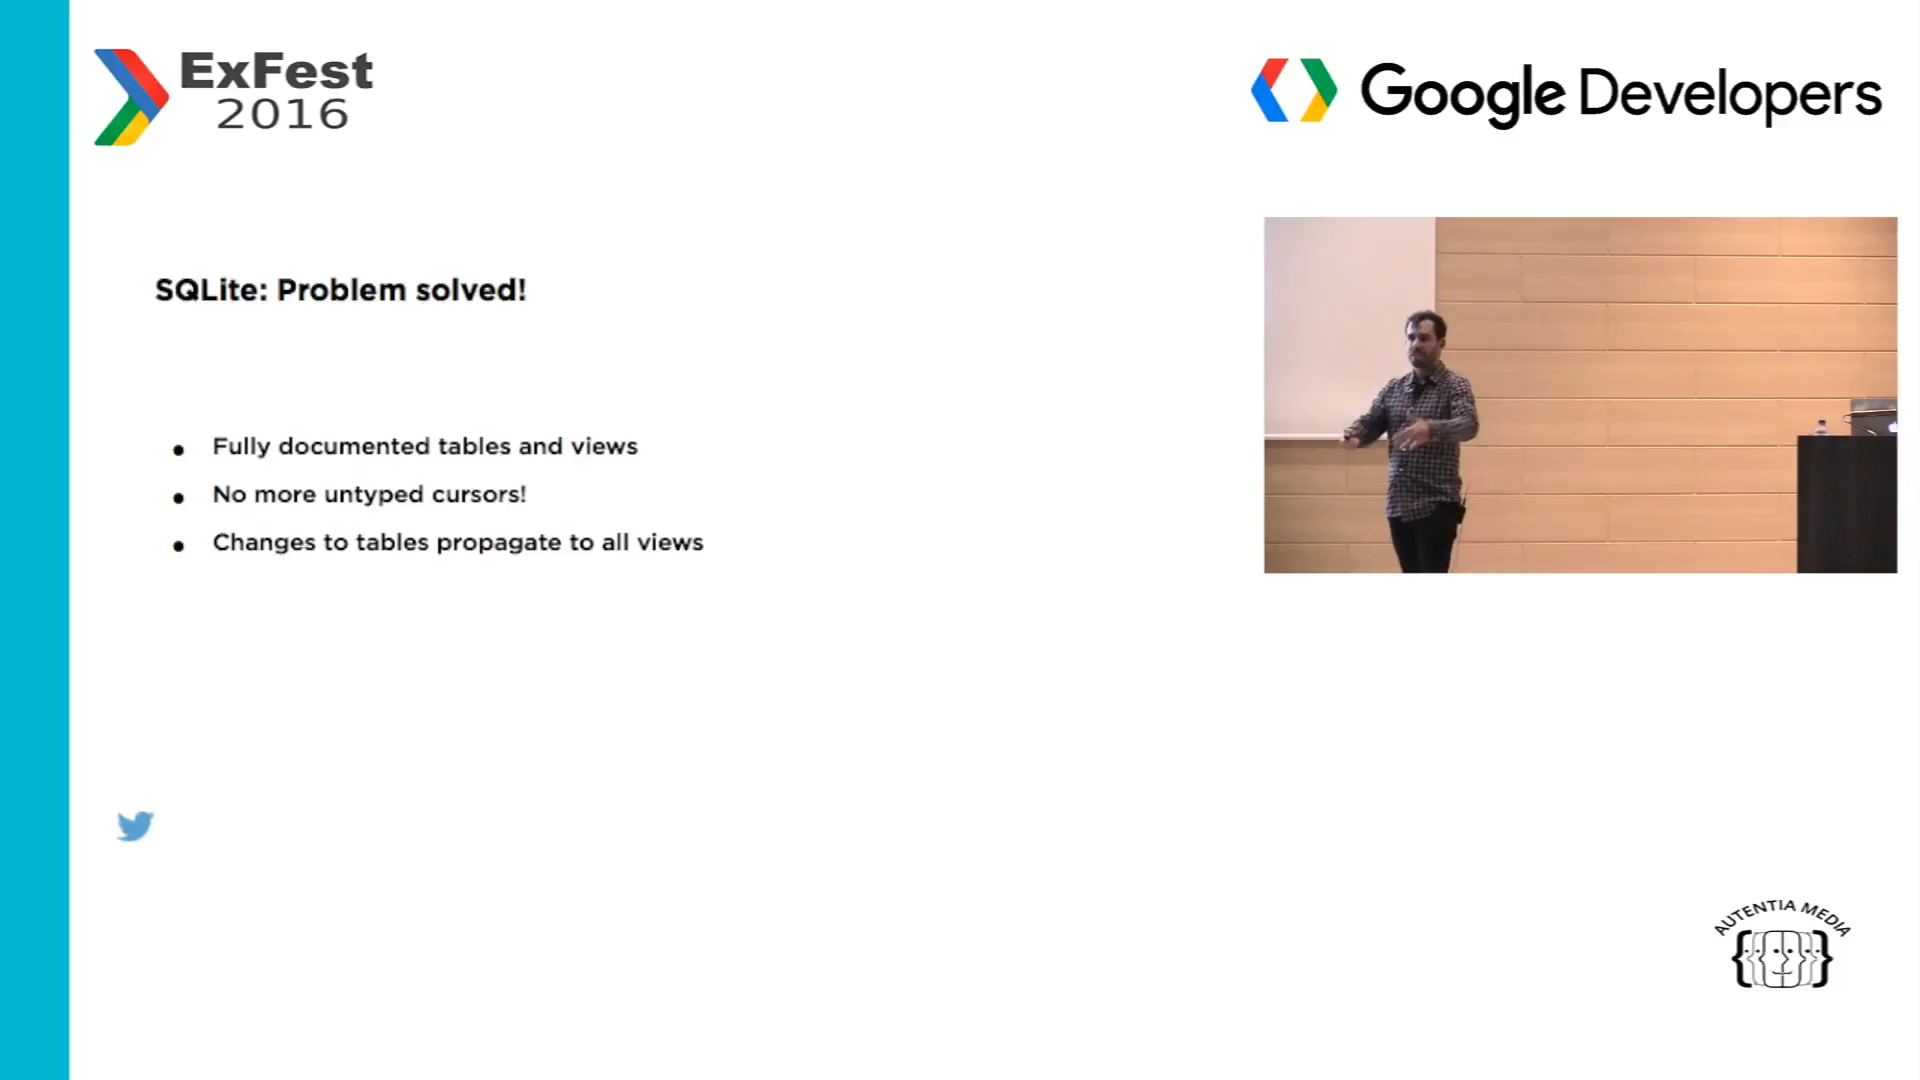 ExFest
2016
Google Developers
SQLite: Problem solved!
• Fully documented tables and views
• No more untyped cursors!
• Changes to tables propagate to all views
AUTENTIA MEDIA